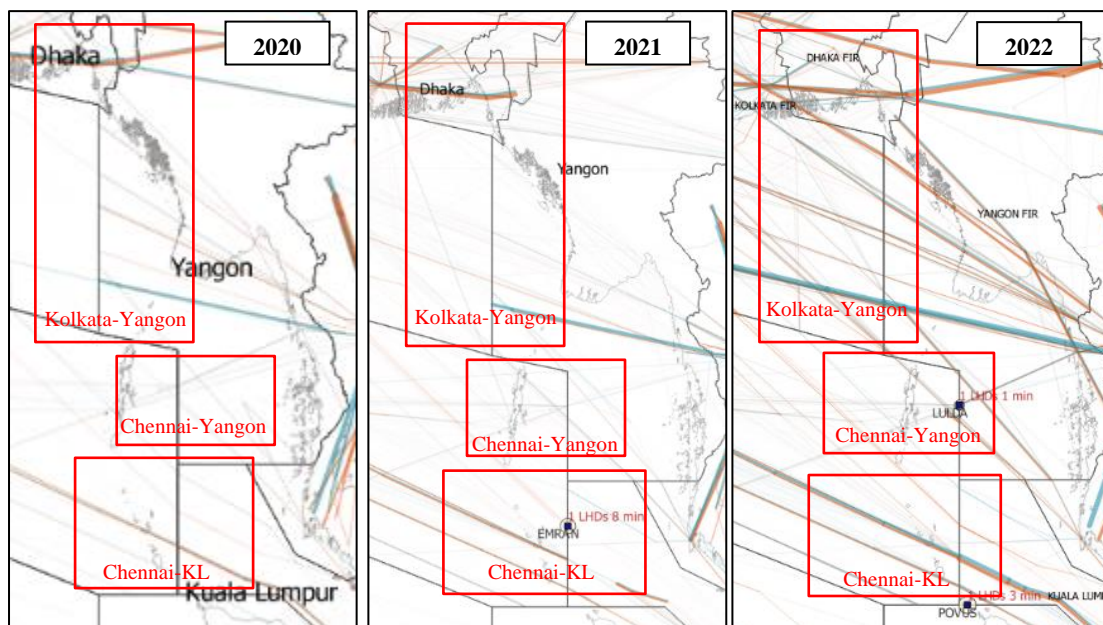 2020
Dhaka
Yangon
Kolkata-Yangon
Chennai-Yangon
Chennai-KL
Kuala Lumpur
2021
Dhaka
Yangon
Kolkata-Yangon
Chennai-Yangon
1 LHDs 8 min
EMRAN
Chennai-KL
2022
DHAKA FIR
KOLKATA FIR
YANGON FIR
Kolkata-Yangon
1 LHDs 1 min
LULDA
Chennai-Yangon
Chennai-KL
1 LHDs 3 min
KUALA LUMP
POVUS